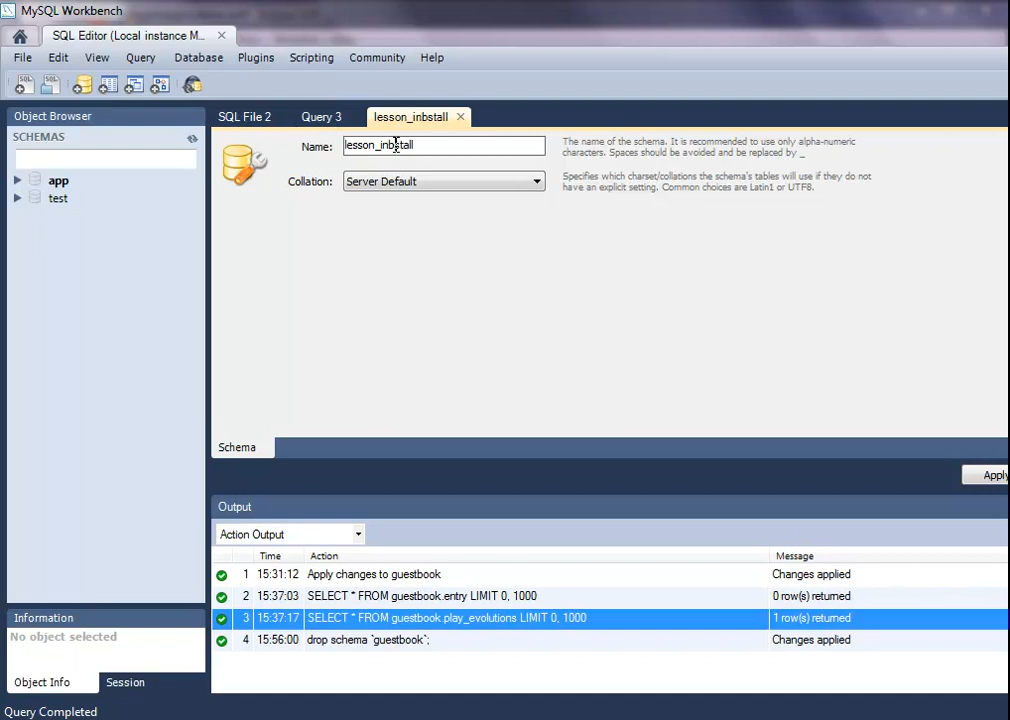 MySQL Workbench
SQL Editor (Local instance M...
File Edit View Query Database Plugins Scripting Community Help
Object Browser
SQL File 2 Query 3 lesson_inbstall
SCHEMAS
app
test
Name: lesson_inbstall
The name of the schema. It is recommended to use only alpha-numeric
characters. Spaces should be avoided and be replaced by _
Collation: Server Default
Specifies which charset/collations the schema's tables will use if they do not
have an explicit setting. Common choices are Latin1 or UTF8.
Schema
Apply
Output
Action Output
Time Action Message
1 15:31:12 Apply changes to guestbook Changes applied
2 15:37:03 SELECT * FROM guestbook.entry LIMIT 0, 1000 0 row(s) returned
3 15:37:17 SELECT * FROM guestbook.play_evolutions LIMIT 0, 1000 1 row(s) returned
4 15:56:00 drop schema `guestbook`; Changes applied
Information
No object selected
Object Info Session
Query Completed